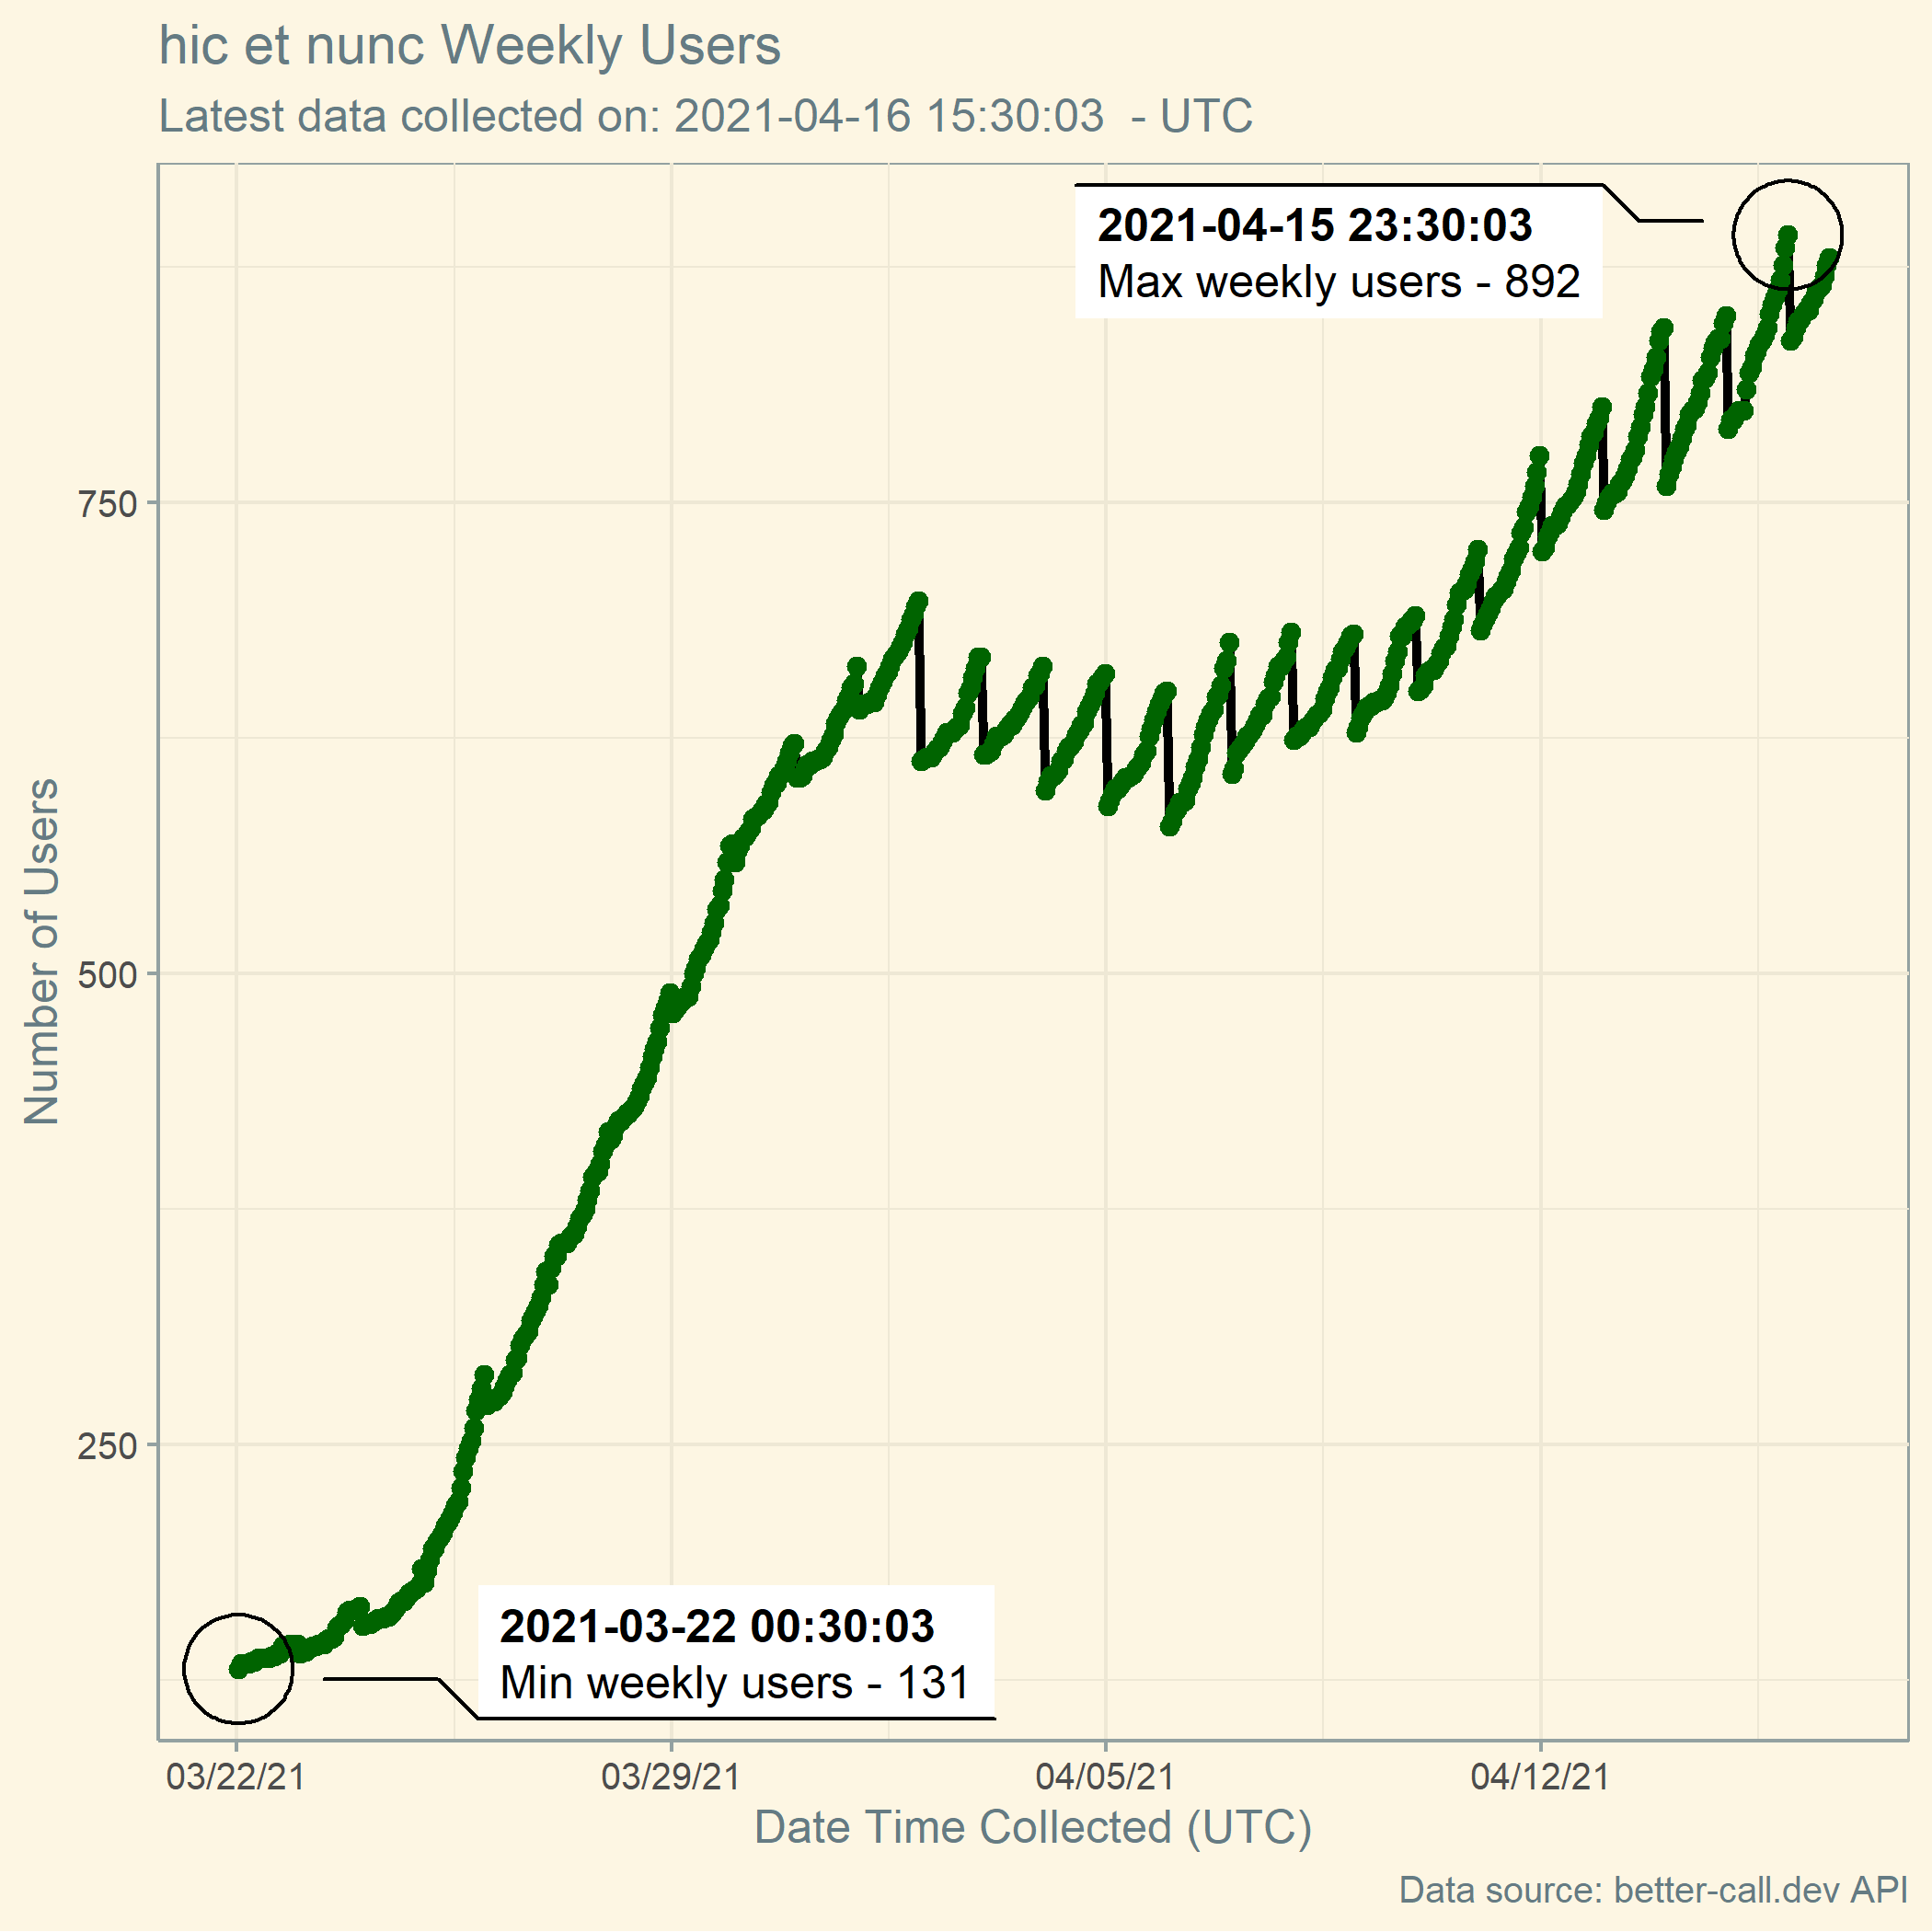 hic et nunc Weekly Users
Latest data collected on: 2021-04-16 15:30:03  - UTC
2021-04-15 23:30:03
Max weekly users - 892
Number of Users
750
500
250
2021-03-22 00:30:03
Min weekly users - 131
03/22/21
03/29/21
04/05/21
04/12/21
Date Time Collected (UTC)
Data source: better-call.dev API